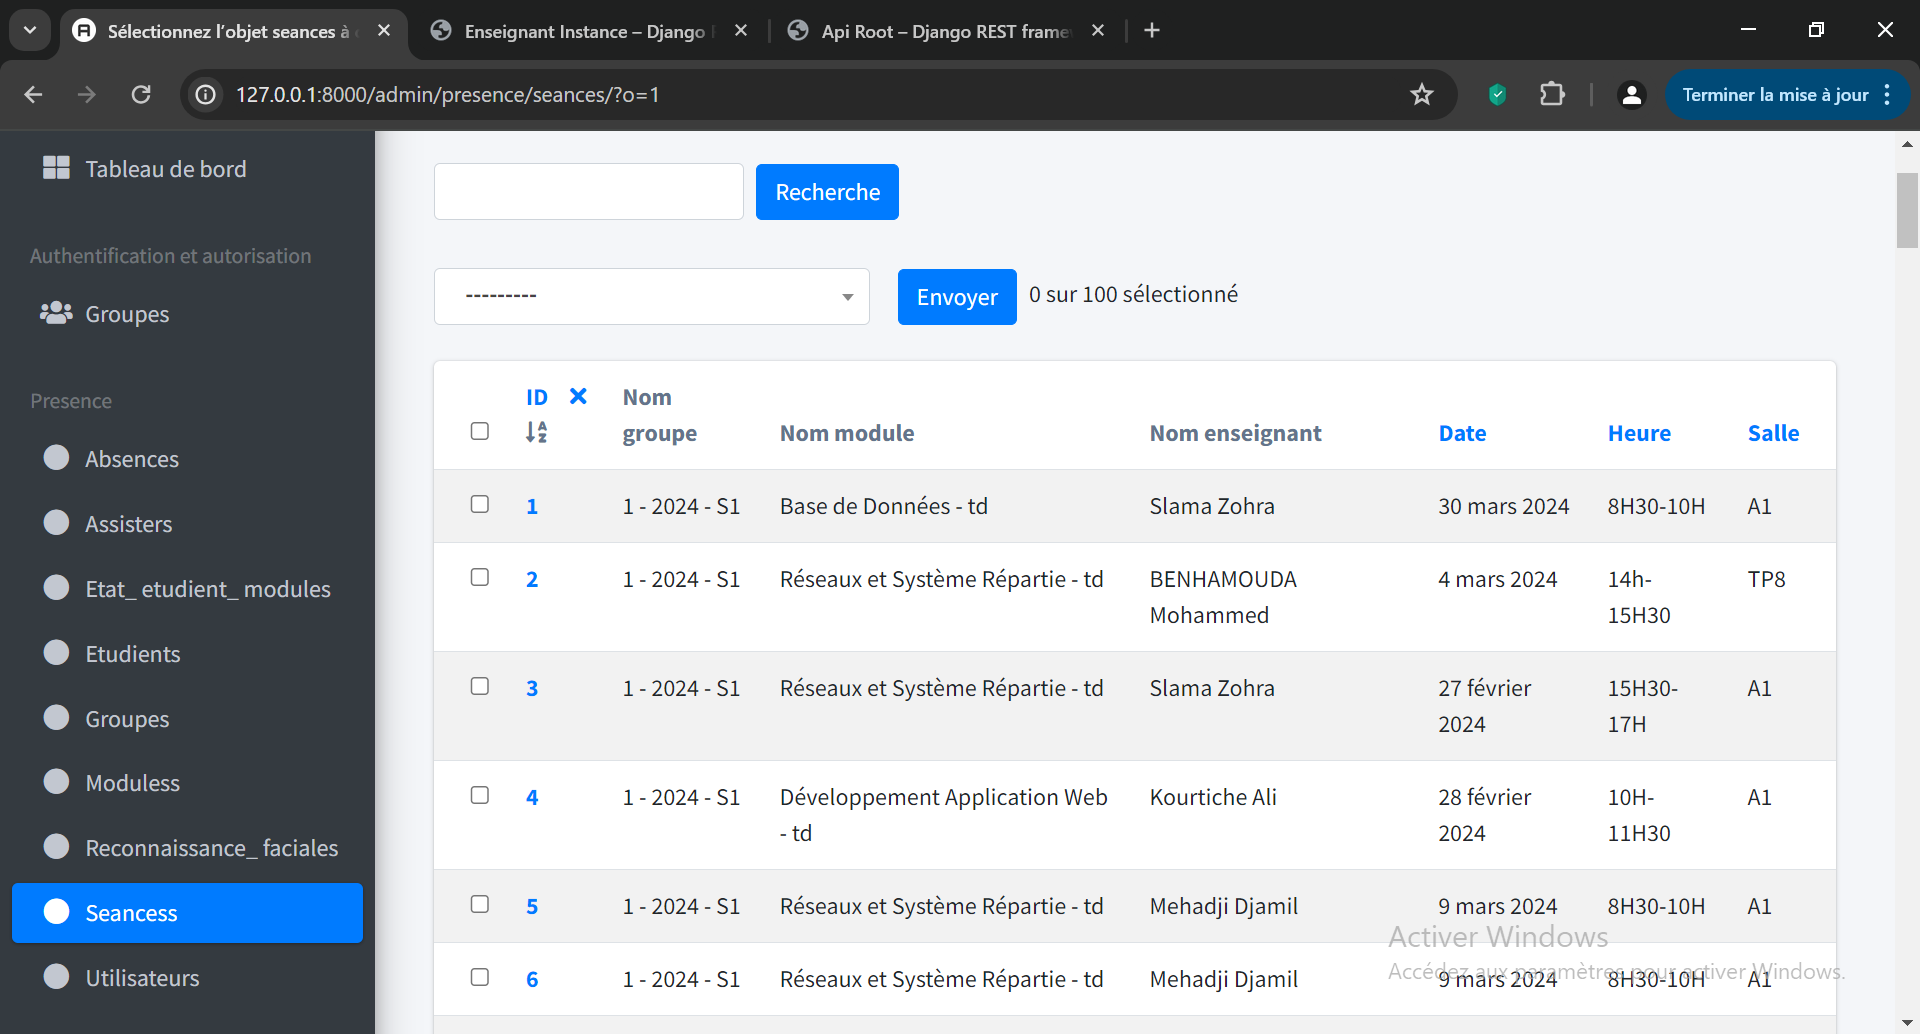 Sélectionnez l'objet seances à
Enseignant Instance – Django
Api Root – Django REST frame
127.0.0.1:8000/admin/presence/seances/?o=1
Terminer la mise à jour
Tableau de bord
Authentification et autorisation
Groupes
Presence
Absences
Assisters
Etat_ etudient_ modules
Etudients
Groupes
Moduless
Reconnaissance_ faciales
Seancess
Utilisateurs
Recherche
---------
Envoyer
0 sur 100 sélectionné
ID
Nom
groupe
Nom module
Nom enseignant
Date
Heure
Salle
1
1 - 2024 - S1
Base de Données - td
Slama Zohra
30 mars 2024
8H30-10H
A1
2
1 - 2024 - S1
Réseaux et Système Répartie - td
BENHAMOUDA
Mohammed
4 mars 2024
14h-
15H30
TP8
3
1 - 2024 - S1
Réseaux et Système Répartie - td
Slama Zohra
27 février
2024
15H30-
17H
A1
4
1 - 2024 - S1
Développement Application Web
- td
Kourtiche Ali
28 février
2024
10H-
11H30
A1
5
1 - 2024 - S1
Réseaux et Système Répartie - td
Mehadji Djamil
9 mars 2024
8H30-10H
A1
6
1 - 2024 - S1
Réseaux et Système Répartie - td
Mehadji Djamil
9 mars 2024
8H30-10H
A1
Activer Windows
Accédez aux paramètres pour activer Windows.